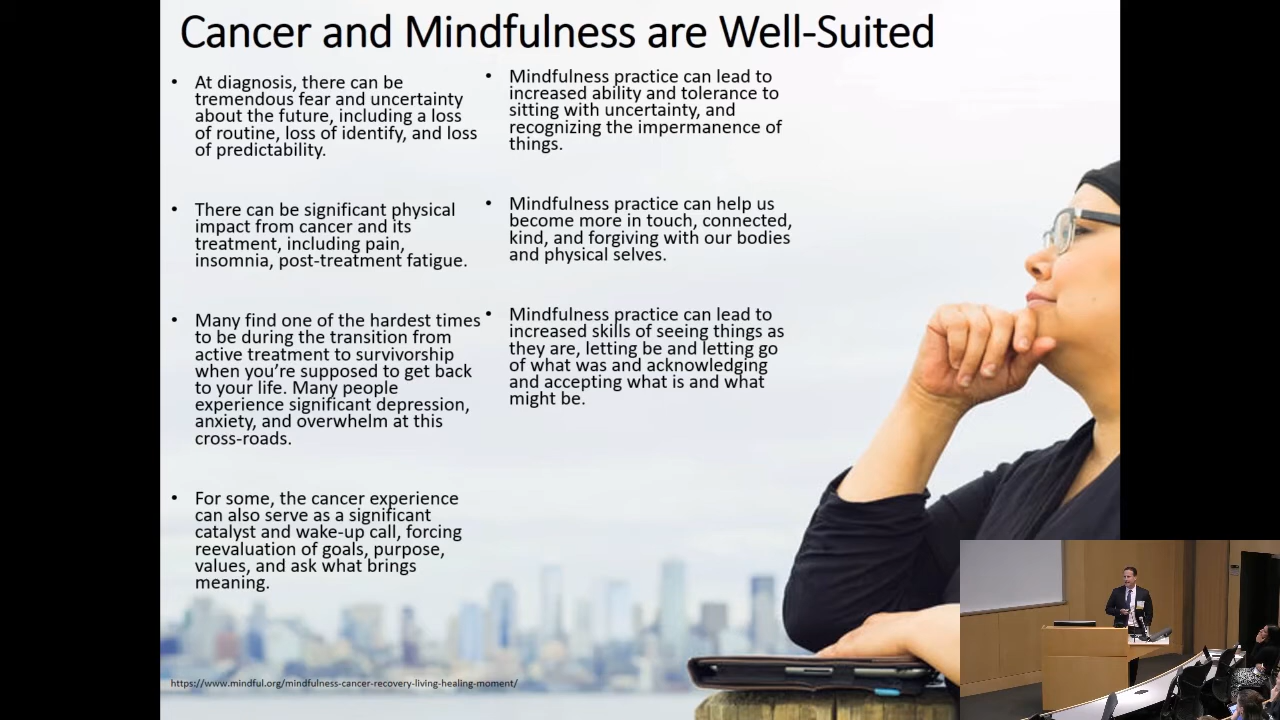 Cancer and Mindfulness are Well-Suited
• At diagnosis, there can be
tremendous fear and uncertainty
about the future, including a loss
of routine, loss of identify, and loss
of predictability.
• There can be significant physical
impact from cancer and its
treatment, including pain,
insomnia, post-treatment fatigue.
• Many find one of the hardest times
to be during the transition from
active treatment to survivorship
when you’re supposed to get back
to your life. Many people
experience significant depression,
anxiety, and overwhelm at this
cross-roads.
• For some, the cancer experience
can also serve as a significant
catalyst and wake-up call, forcing
reevaluation of goals, purpose,
values, and ask what brings
meaning.
• Mindfulness practice can lead to
increased ability and tolerance to
sitting with uncertainty, and
recognizing the impermanence of
things.
• Mindfulness practice can help us
become more in touch, connected,
kind, and forgiving with our bodies
and physical selves.
• Mindfulness practice can lead to
increased skills of seeing things as
they are, letting be and letting go
of what was and acknowledging
and accepting what is and what
might be.
https://www.mindful.org/mindfulness-cancer-recovery-living-healing-moment/